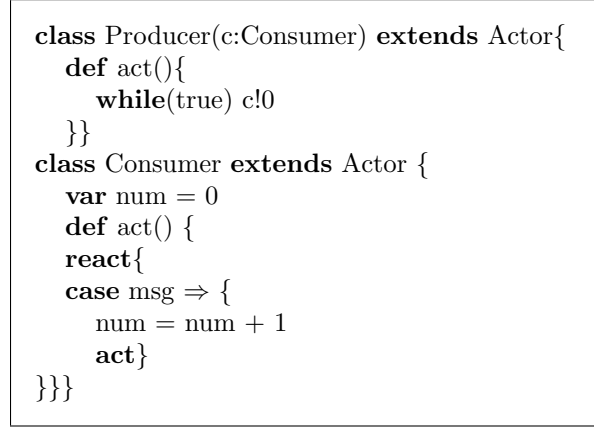 class Producer(c:Consumer) extends Actor{
def act(){
while(true) c!0
}}
class Consumer extends Actor {
var num = 0
def act() {
react{
case msg ⇒ {
num = num + 1
act}
}}}